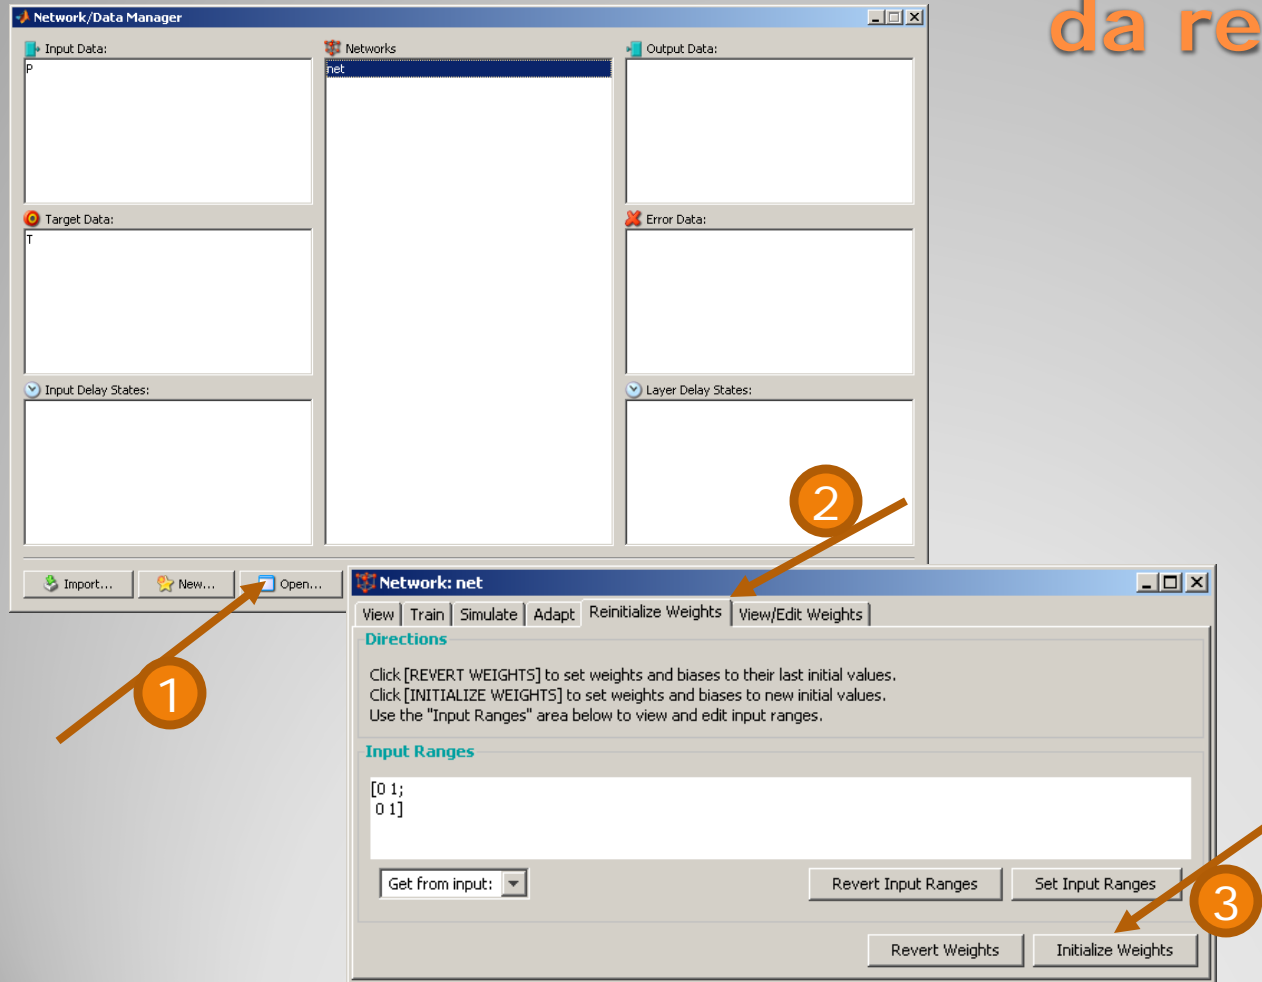 da re
Network/Data Manager
Input Data:
P
Networks
net
Output Data:
Target Data:
T
Error Data:
Input Delay States:
Layer Delay States:
Import...
New...
Open...
1
2
Network: net
View
Train
Simulate
Adapt
Reinitialize Weights
View/Edit Weights
Directions
Click [REVERT WEIGHTS] to set weights and biases to their last initial values.
Click [INITIALIZE WEIGHTS] to set weights and biases to new initial values.
Use the "Input Ranges" area below to view and edit input ranges.
Input Ranges
[0 1;
0 1]
Get from input:
Revert Input Ranges
Set Input Ranges
3
Revert Weights
Initialize Weights